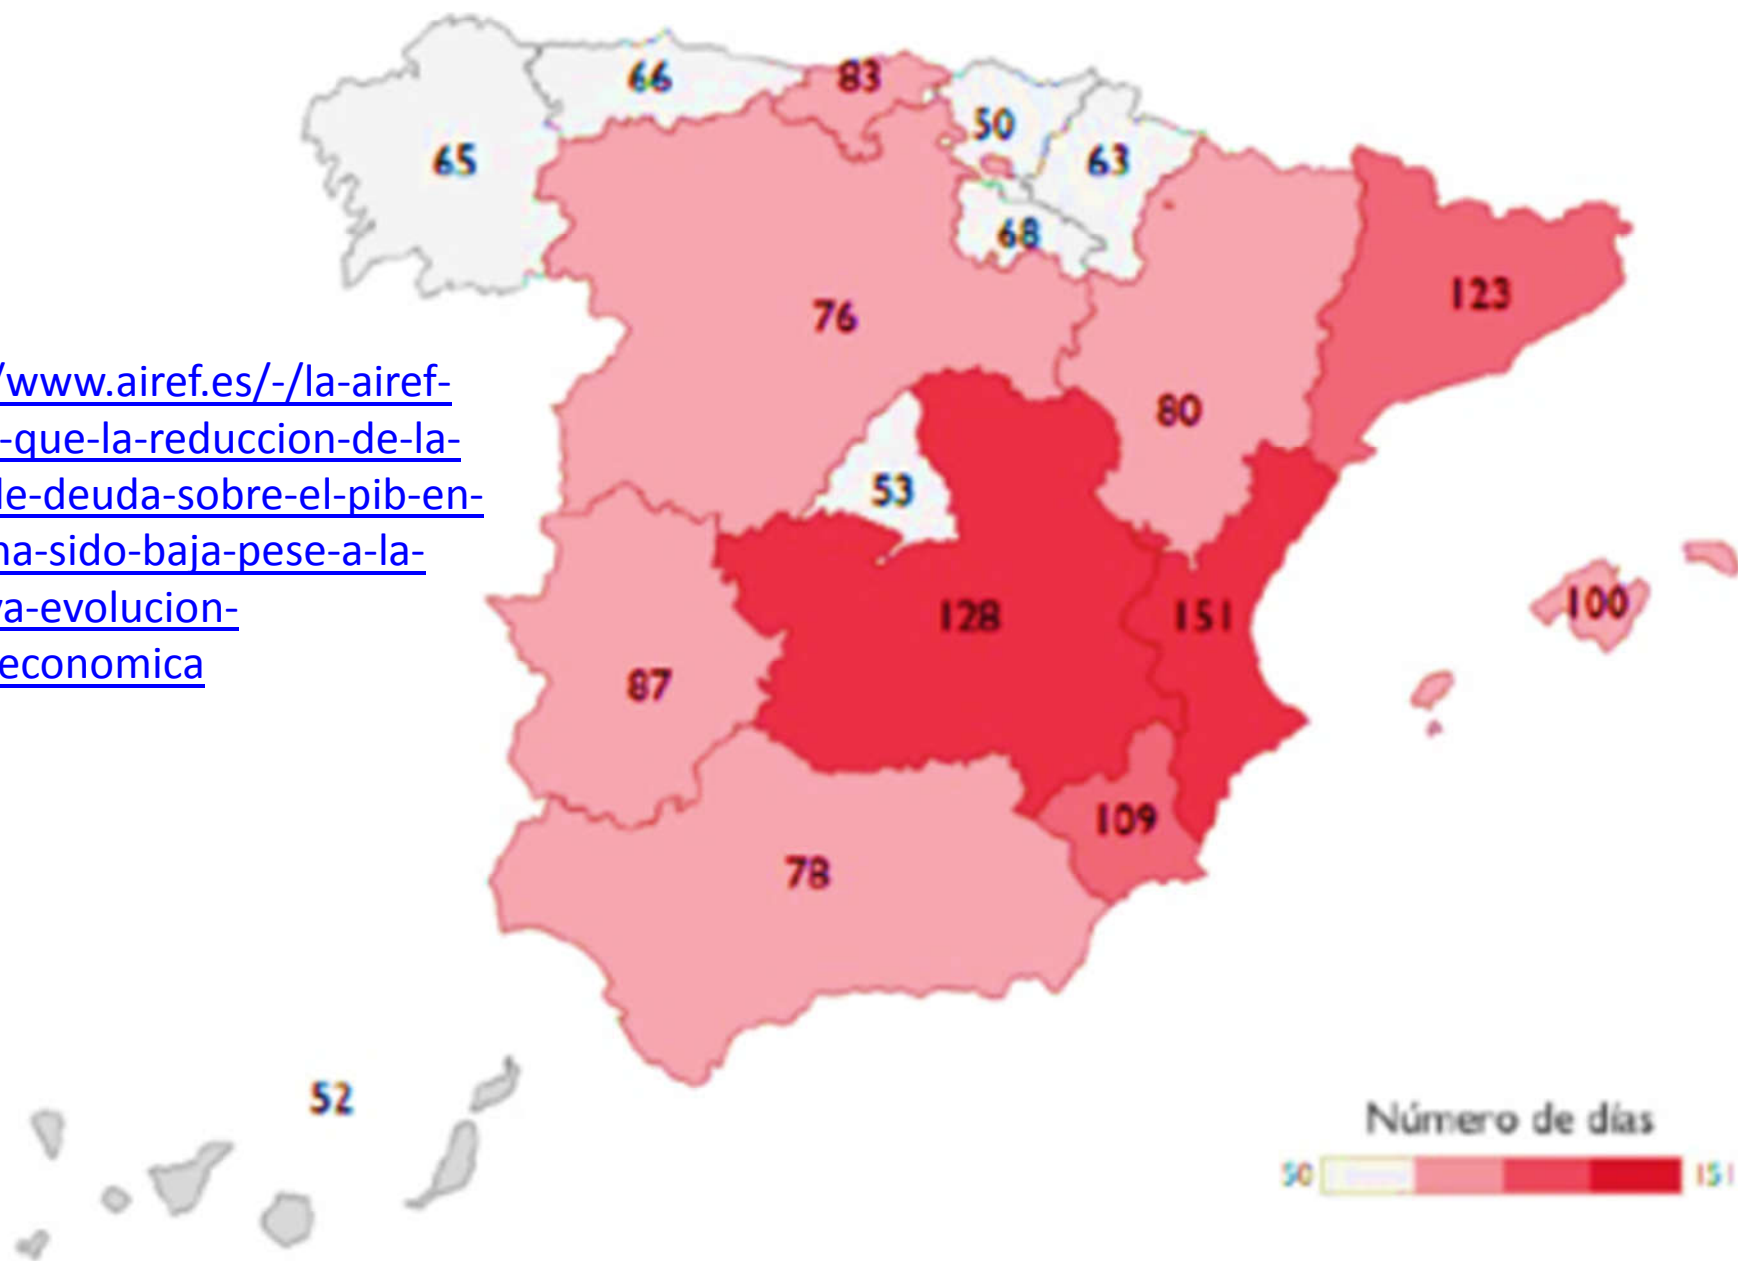 66
83
50
65
63
68
76
123
/www.airef.es/-/la-airef-
-que-la-reduccion-de-la-
le-deuda-sobre-el-pib-en-
na-sido-baja-pese-a-la-
va-evolucion-
economica
80
53
128
151
100
87
109
78
52
Número de días
50
151